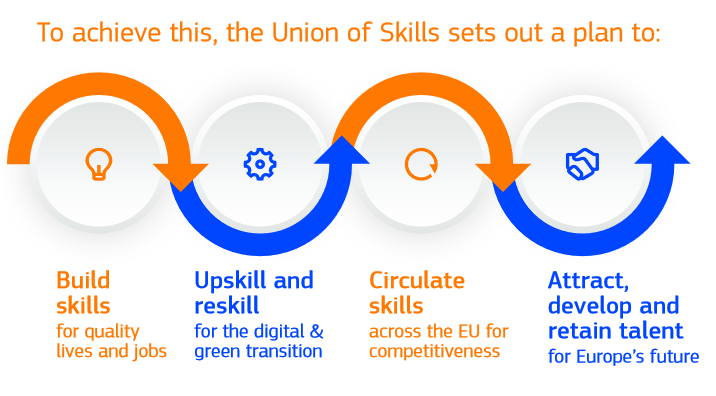 To achieve this, the Union of Skills sets out a plan to:
Build
skills
for quality
lives and jobs
Upskill and
reskill
for the digital &
green transition
Circulate
skills
across the EU for
competitiveness
Attract,
develop and
retain talent
for Europe's future